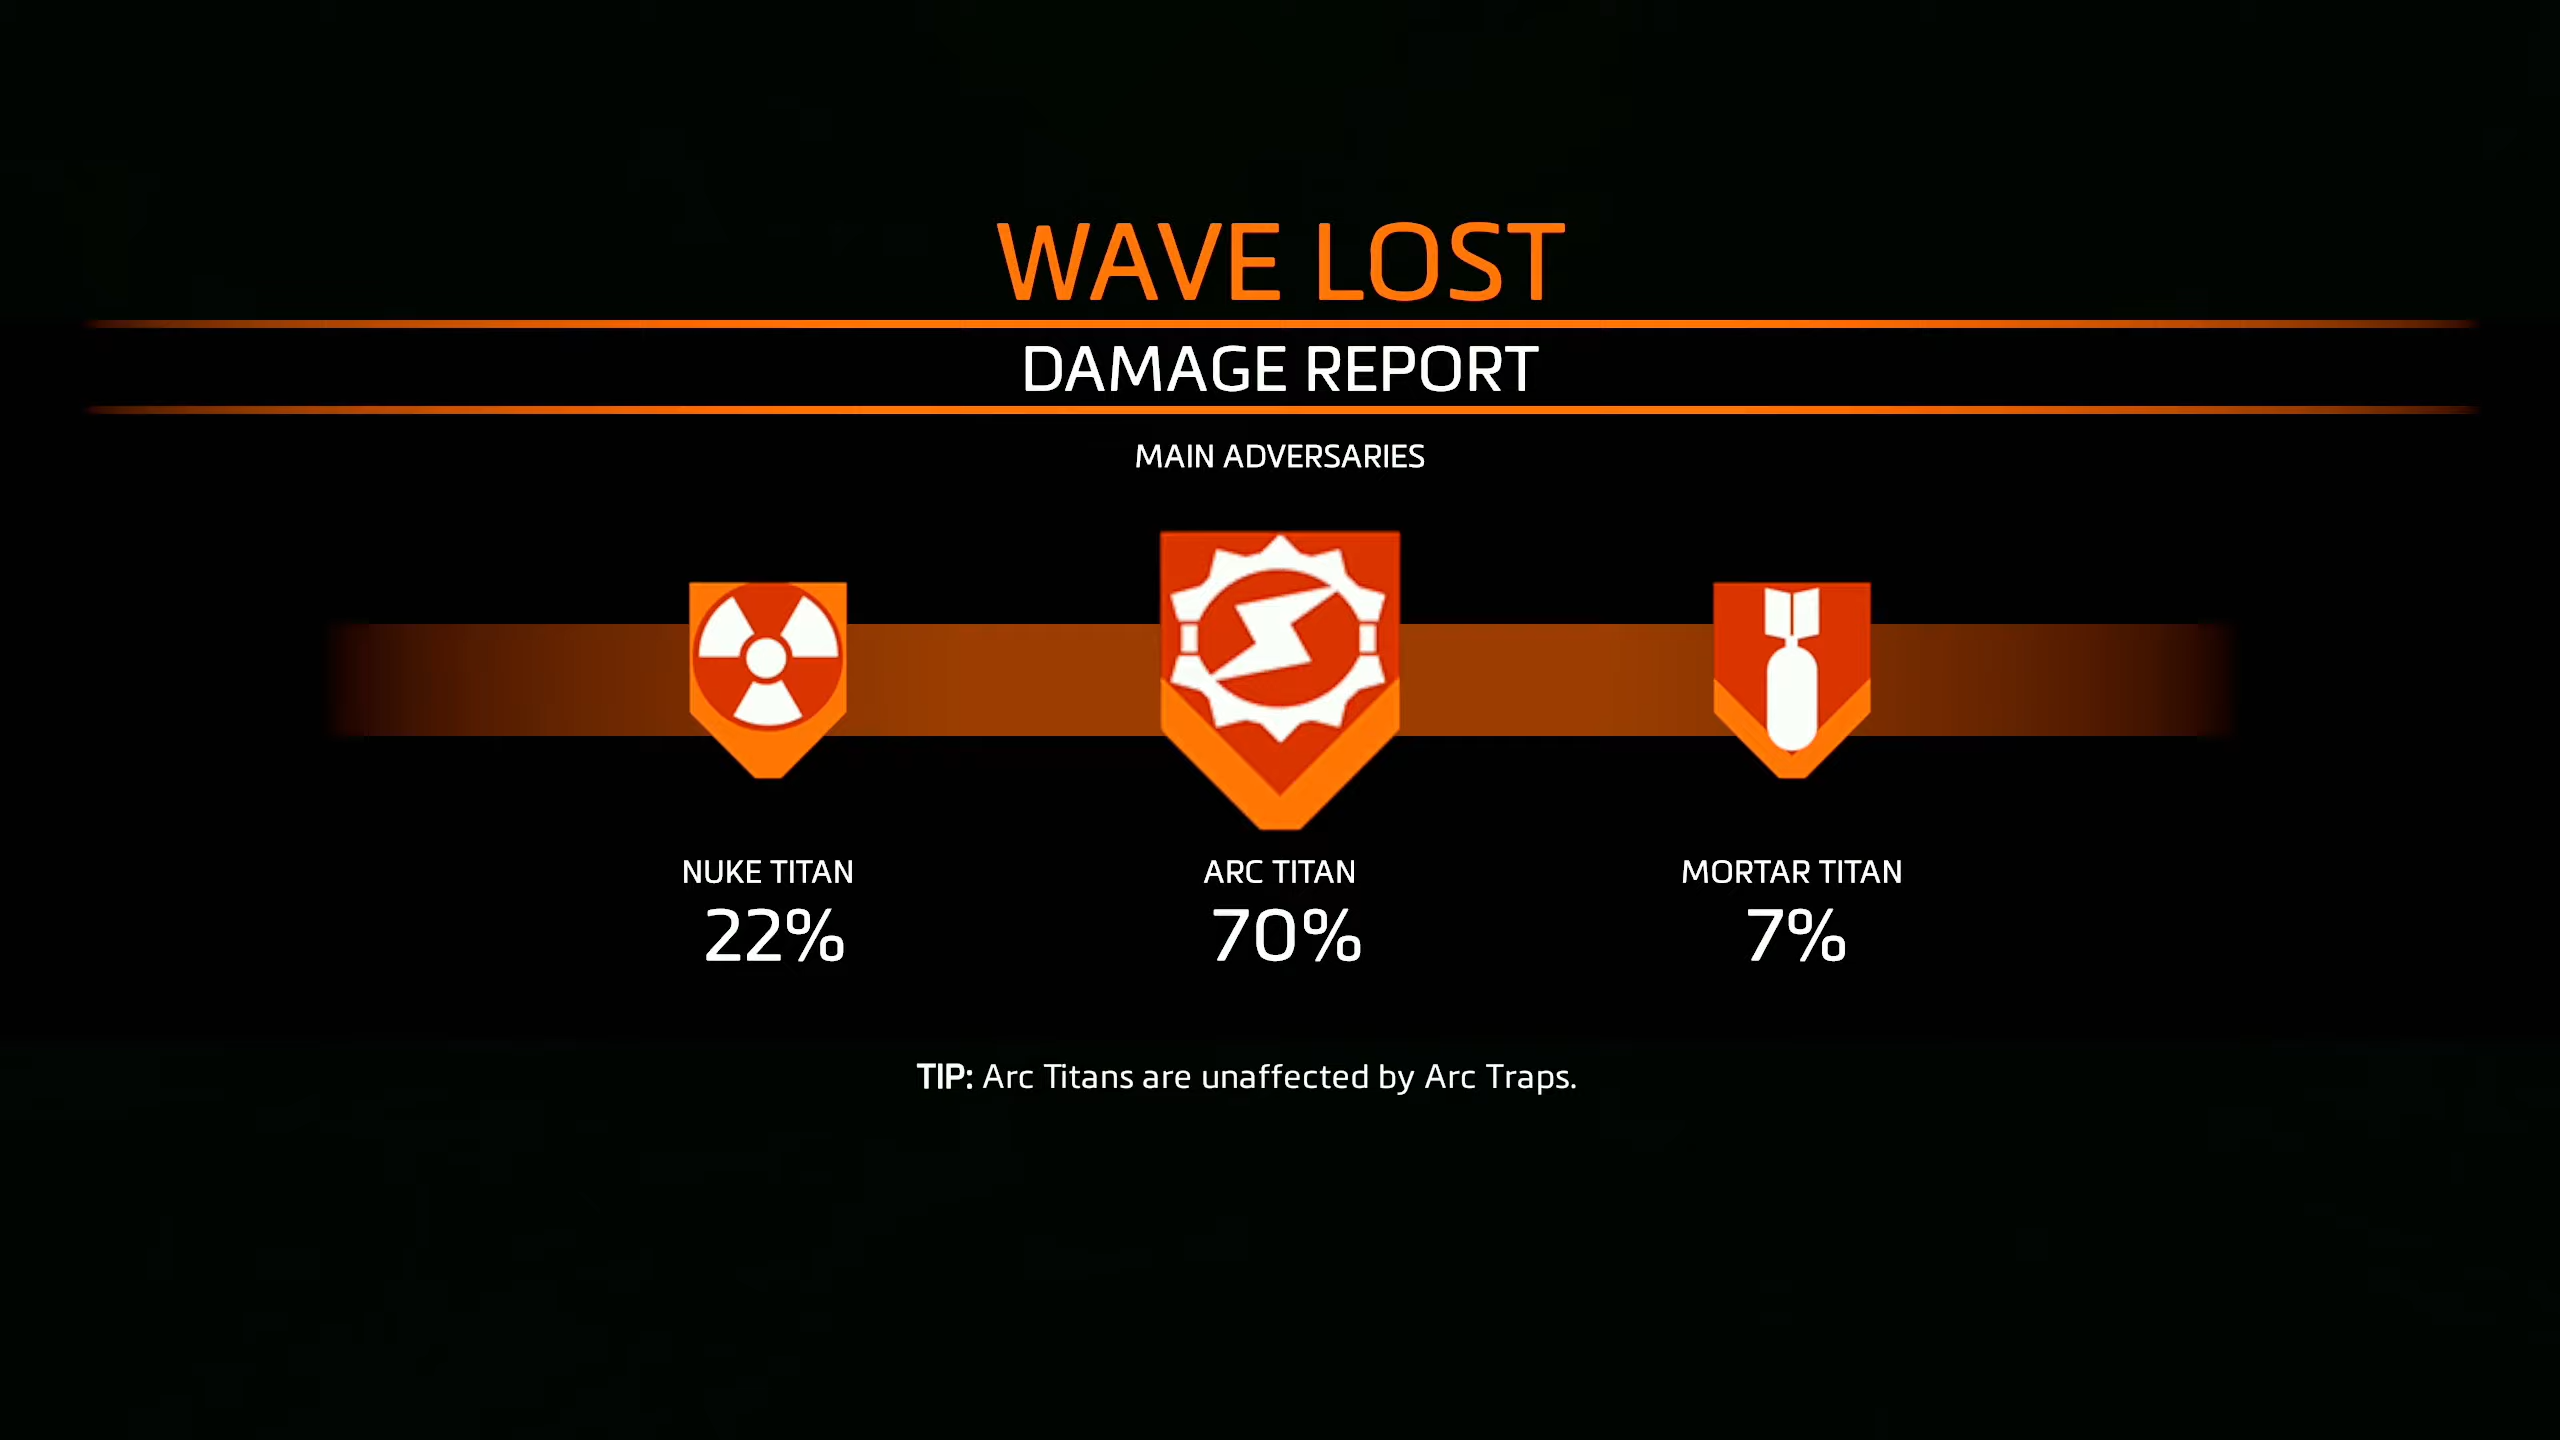 WAVE LOST
DAMAGE REPORT
MAIN ADVERSARIES
NUKE TITAN
22%
ARC TITAN
70%
MORTAR TITAN
7%
TIP: Arc Titans are unaffected by Arc Traps.